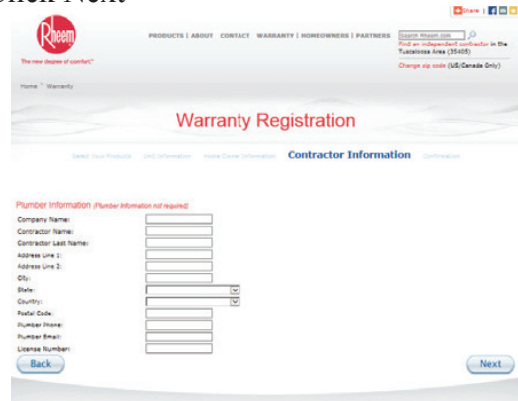 Click Next
Share
Rheem
The new degree of comfort.™
PRODUCTS | ABOUT CONTACT WARRANTY | HOMEOWNERS | PARTNERS
Search Rheem.com
Find an independent contractor in the
Tuscaloosa Area (35405)
Change zip code (US/Canada Only)
Home > Warranty
Warranty Registration
Select Your Products Unit Information Home Owner Information Contractor Information Confirmation
Plumber Information (Plumber Information not required)
Company Name:
Contractor Name:
Contractor Last Name:
Address Line 1:
Address Line 2:
City:
State:
Country:
Postal Code:
Plumber Phone:
Plumber Email:
License Number:
Back Next